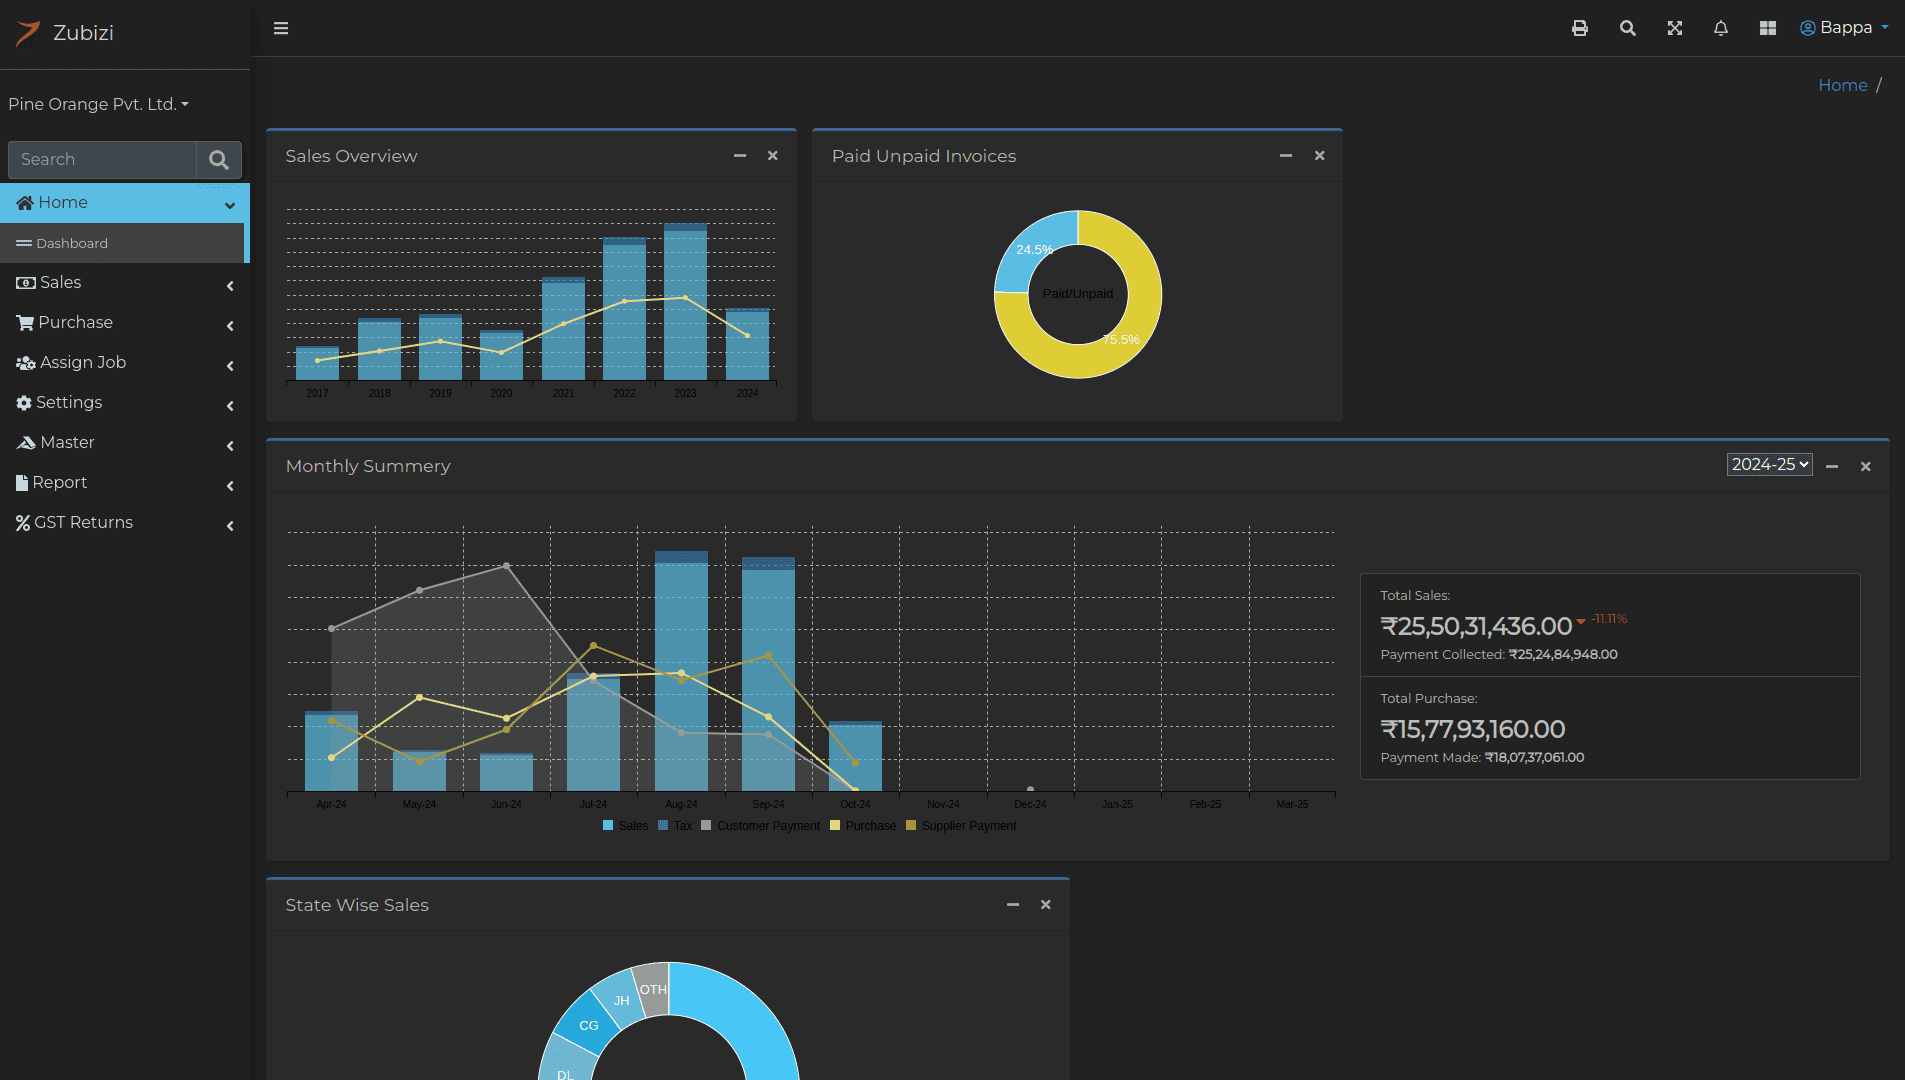 Zubizi
Bappa
Pine Orange Pvt. Ltd.
Home /
Search
Home
Dashboard
Sales
Purchase
Assign Job
Settings
Master
Report
GST Returns
Sales Overview
2017 2018 2019 2020 2021 2022 2023 2024
Paid Unpaid Invoices
24.5%
Paid/Unpaid
75.5%
Monthly Summery
2024-25
Apr-24 May-24 Jun-24 Jul-24 Aug-24 Sep-24 Oct-24 Nov-24 Dec-24 Jan-25 Feb-25 Mar-25
Sales Tax Customer Payment Purchase Supplier Payment
Total Sales:
₹25,50,31,436.00 -11.11%
Payment Collected: ₹25,24,84,948.00
Total Purchase:
₹15,77,93,160.00
Payment Made: ₹18,07,37,061.00
State Wise Sales
OTH
JH
CG
DL